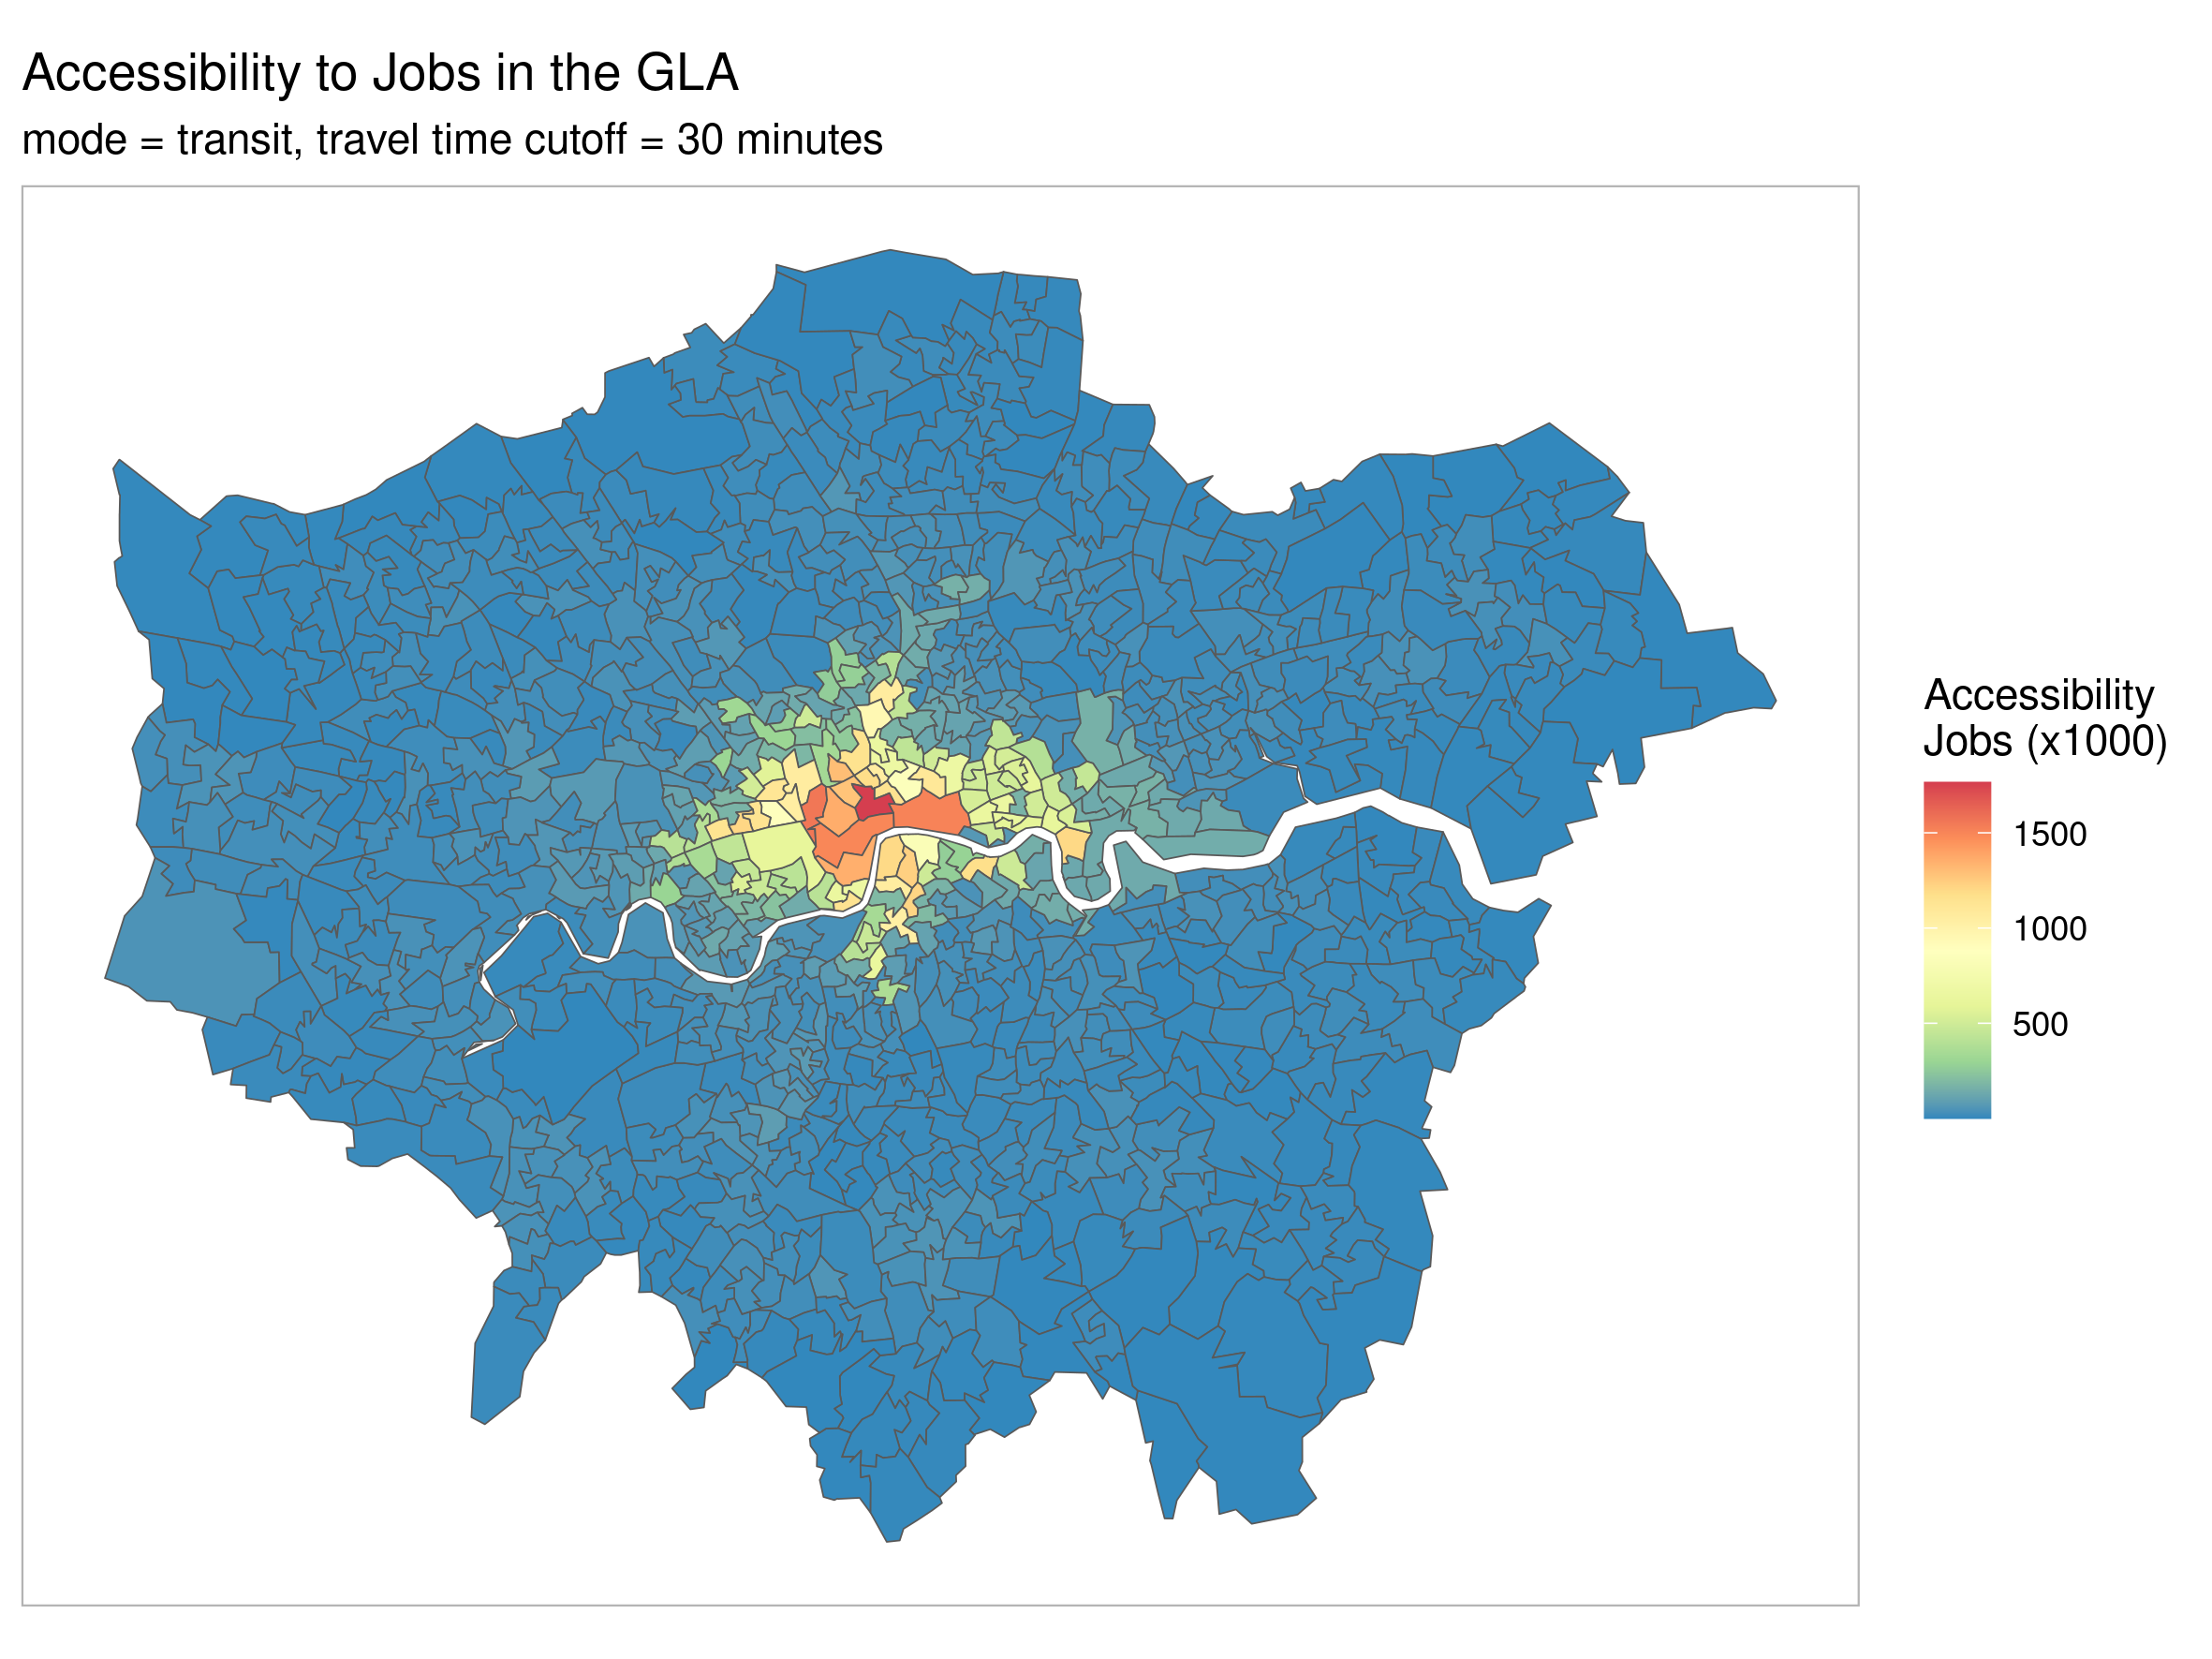 Accessibility to Jobs in the GLA
mode = transit, travel time cutoff = 30 minutes
Accessibility
Jobs (x1000)
1500
1000
500